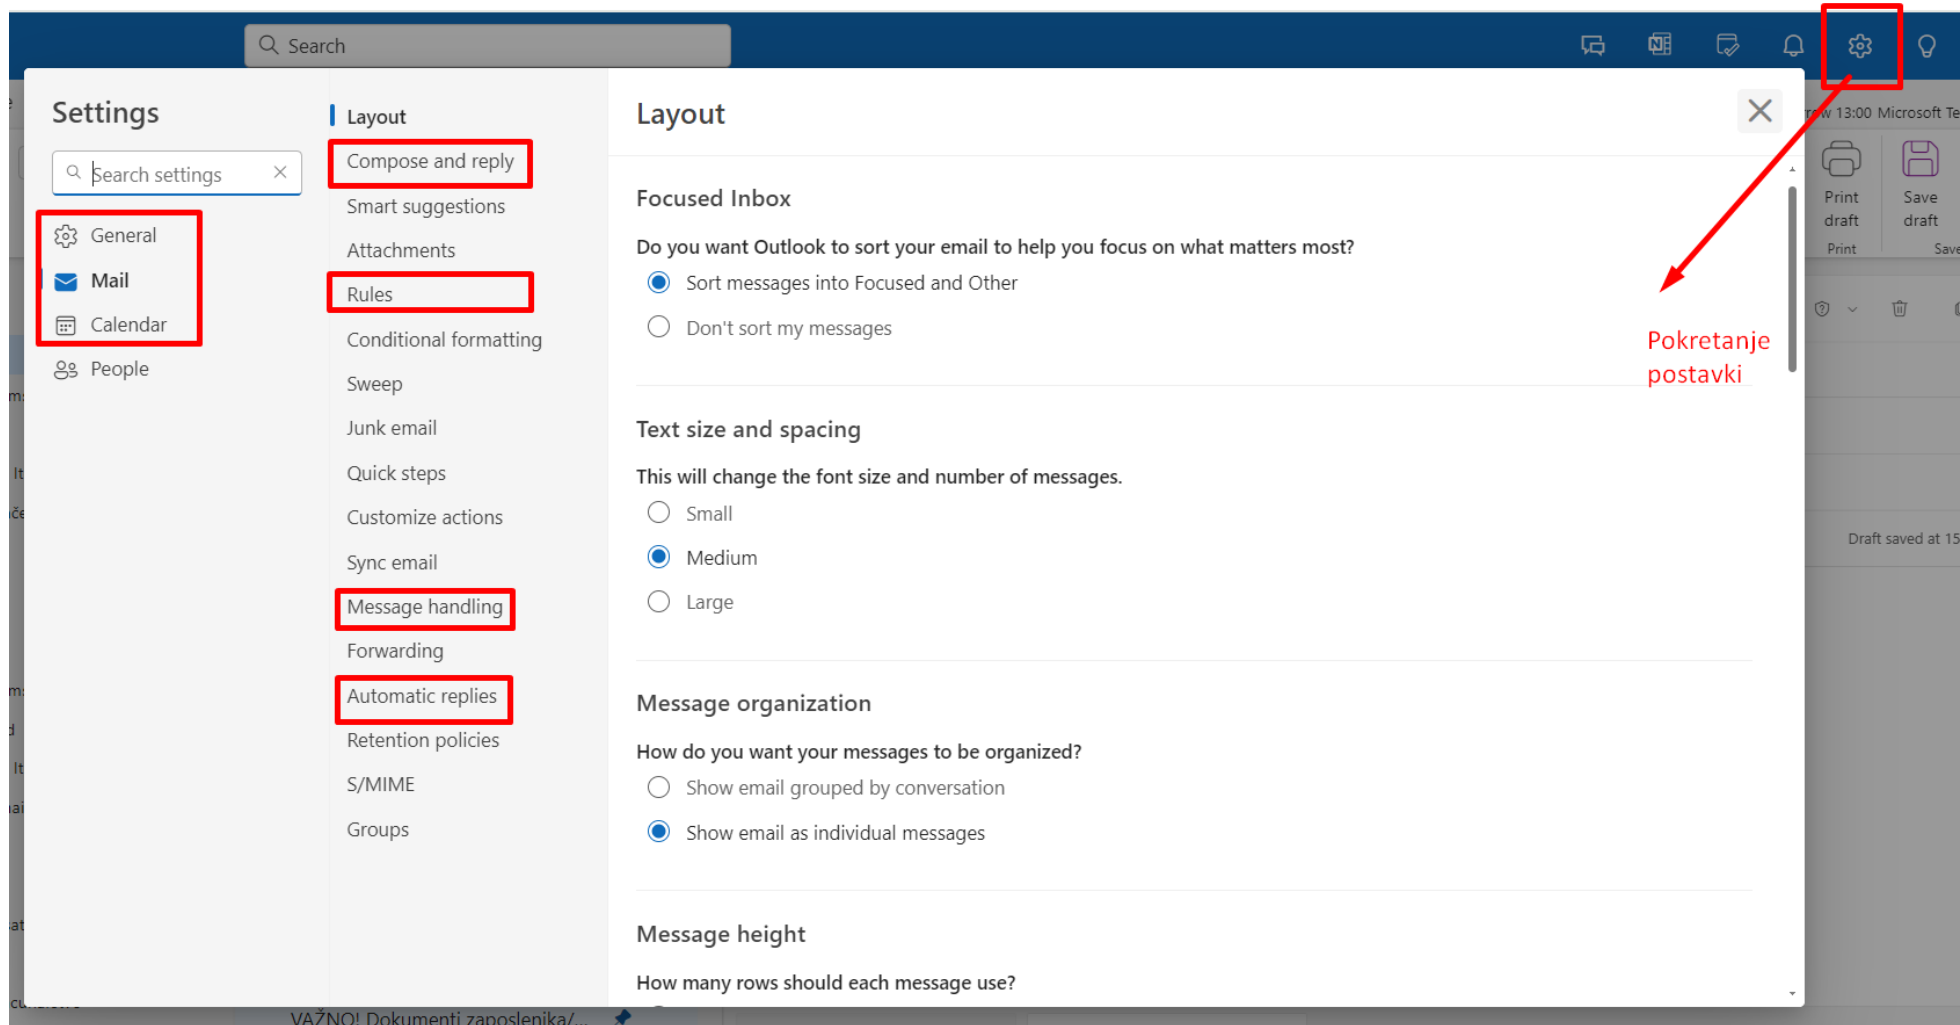 Search
Settings
Search settings
General
Mail
Calendar
People
Layout
Compose and reply
Smart suggestions
Attachments
Rules
Conditional formatting
Sweep
Junk email
Quick steps
Customize actions
Sync email
Message handling
Forwarding
Automatic replies
Retention policies
S/MIME
Groups
Layout
Focused Inbox
Do you want Outlook to sort your email to help you focus on what matters most?
Sort messages into Focused and Other
Don't sort my messages
Text size and spacing
This will change the font size and number of messages.
Small
Medium
Large
Message organization
How do you want your messages to be organized?
Show email grouped by conversation
Show email as individual messages
Message height
How many rows should each message use?
Pokretanje
postavki
13:00 Microsoft Te
Print
draft
Save
draft
Print
Save
Draft saved at 15
VAŽNO! Dokumenti zaposlenika/...